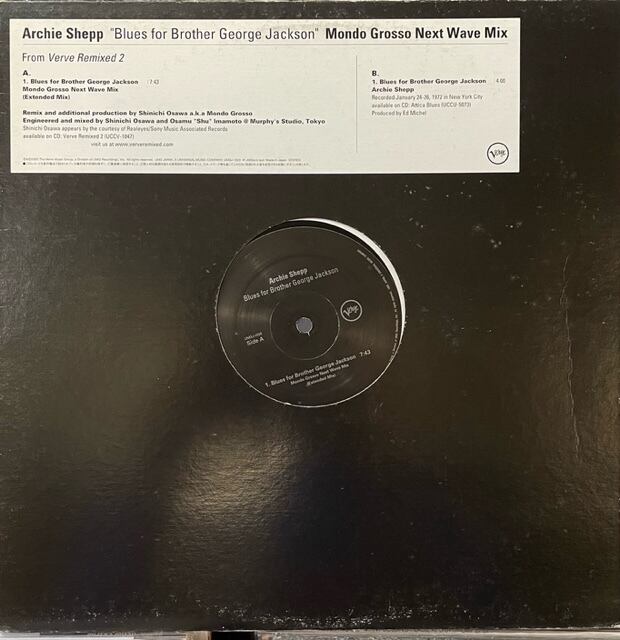 Archie Shepp "Blues for Brother George Jackson" Mondo Grosso Next Wave Mix
From Verve Remixed 2
A.
1. Blues for Brother George Jackson 7:43
Mondo Grosso Next Wave Mix
(Extended Mix)
Remix and additional production by Shinichi Osawa a.k.a Mondo Grosso
Engineered and mixed by Shinichi Osawa and Osamu "Shu" Imamoto @ Murphy's Studio, Tokyo
Shinichi Osawa appears by the courtesy of Realeyes/Sony Music Associated Records
available on CD: Verve Remixed 2 (UCCV-1047)
visit us at www.ververemixed.com
B.
1. Blues for Brother George Jackson 4:00
Archie Shepp
Recorded January 24-26, 1972 in New York City
available on CD: Attica Blues (UCCU-5073)
Produced by Ed Michel
Verve
Archie Shepp
Blues for Brother George Jackson
Verve
Side A
1. Blues for Brother George Jackson 7:43
Mondo Grosso Next Wave Mix
(Extended Mix)